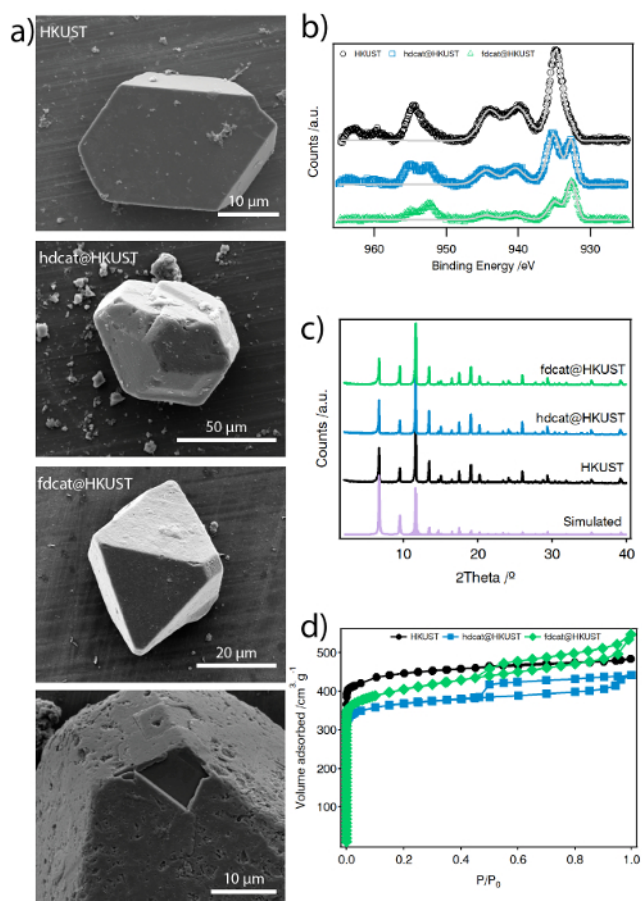 a)
HKUST
10 µm
hdcat@HKUST
50 µm
fdcat@HKUST
20 µm
10 µm
b)
HKUST hdcat@HKUST fdcat@HKUST
Counts /a.u.
960 950 940 930
Binding Energy /eV
c)
fdcat@HKUST
hdcat@HKUST
HKUST
Simulated
Counts /a.u.
10 20 30 40
2Theta /º
d)
HKUST hdcat@HKUST fdcat@HKUST
500
400
300
200
100
Volume adsorbed /cm³g⁻¹
0.0 0.2 0.4 0.6 0.8 1.0
P/P₀